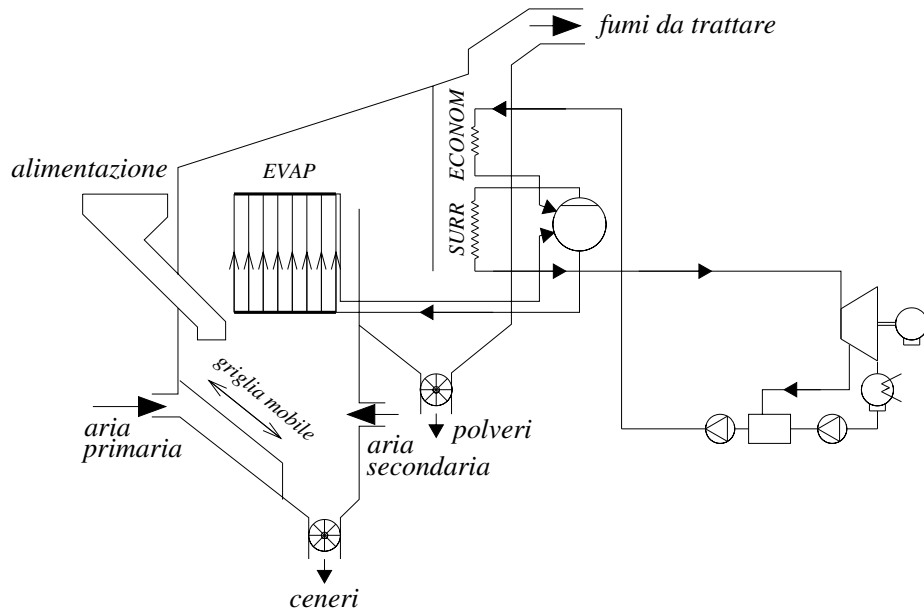 fumi da trattare
ECONOM
alimentazione
EVAP
SURR
griglia mobile
aria
primaria
aria
secondaria
polveri
ceneri